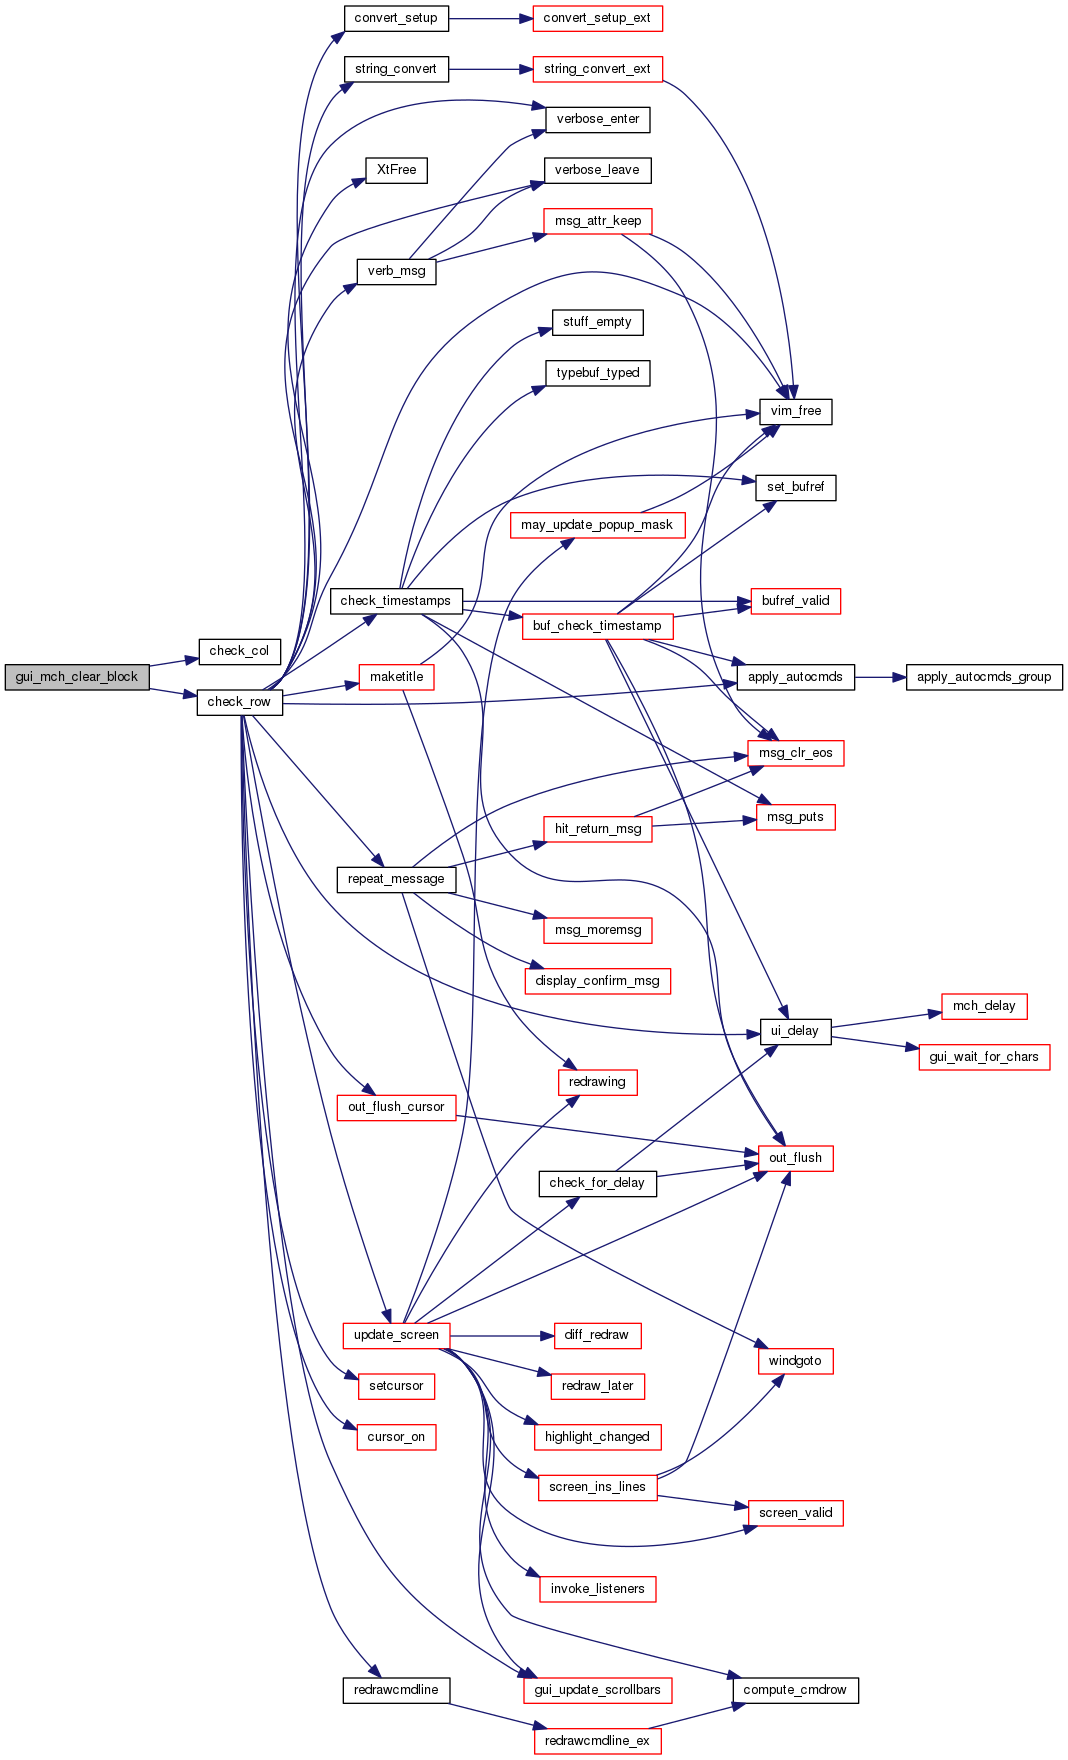 convert_setup
convert_setup_ext
string_convert
string_convert_ext
verbose_enter
XtFree
verbose_leave
msg_attr_keep
verb_msg
stuff_empty
typebuf_typed
vim_free
set_bufref
may_update_popup_mask
check_timestamps
bufref_valid
buf_check_timestamp
check_col
gui_mch_clear_block
maketitle
apply_autocmds
apply_autocmds_group
check_row
msg_clr_eos
msg_puts
hit_return_msg
repeat_message
msg_moremsg
display_confirm_msg
mch_delay
ui_delay
gui_wait_for_chars
redrawing
out_flush_cursor
out_flush
check_for_delay
update_screen
diff_redraw
windgoto
setcursor
redraw_later
cursor_on
highlight_changed
screen_ins_lines
screen_valid
invoke_listeners
redrawcmdline
gui_update_scrollbars
compute_cmdrow
redrawcmdline_ex